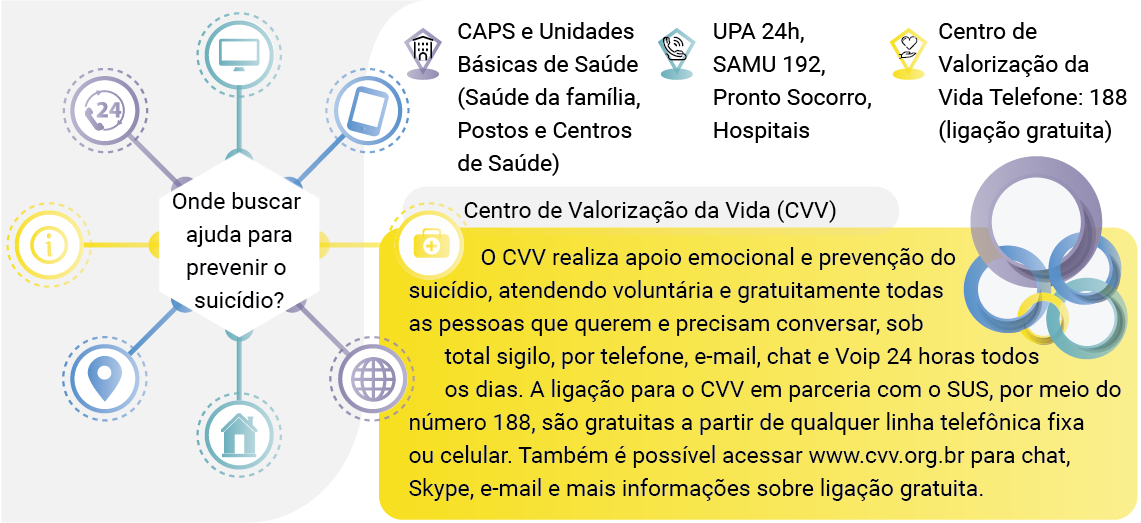 CAPS e Unidades
Básicas de Saúde
(Saúde da família,
Postos e Centros
de Saúde)
UPA 24h,
SAMU 192,
Pronto Socorro,
Hospitais
Centro de
Valorização da
Vida Telefone: 188
(ligação gratuita)
24
Onde buscar
ajuda para
prevenir o
suicídio?
Centro de Valorização da Vida (CVV)
O CVV realiza apoio emocional e prevenção do
suicídio, atendendo voluntária e gratuitamente todas
as pessoas que querem e precisam conversar, sob
total sigilo, por telefone, e-mail, chat e Voip 24 horas todos
os dias. A ligação para o CVV em parceria com o SUS, por meio do
número 188, são gratuitas a partir de qualquer linha telefônica fixa
ou celular. Também é possível acessar www.cvv.org.br para chat,
Skype, e-mail e mais informações sobre ligação gratuita.